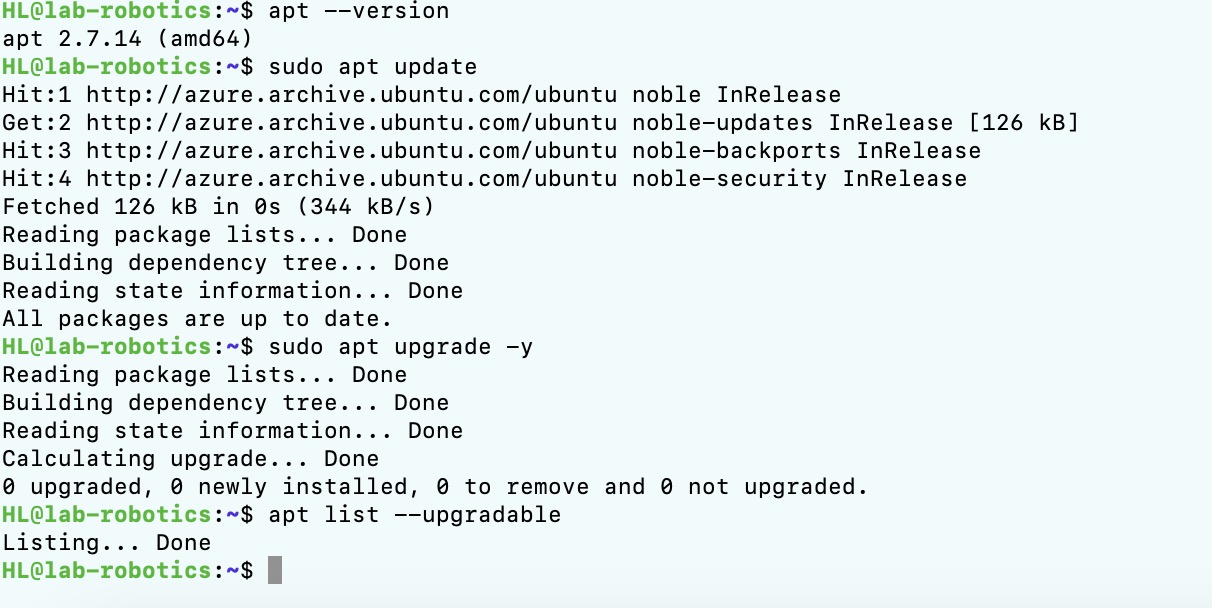 HL@lab-robotics:~$ apt --version
apt 2.7.14 (amd64)
HL@lab-robotics:~$ sudo apt update
Hit:1 http://azure.archive.ubuntu.com/ubuntu noble InRelease
Get:2 http://azure.archive.ubuntu.com/ubuntu noble-updates InRelease [126 kB]
Hit:3 http://azure.archive.ubuntu.com/ubuntu noble-backports InRelease
Hit:4 http://azure.archive.ubuntu.com/ubuntu noble-security InRelease
Fetched 126 kB in 0s (344 kB/s)
Reading package lists... Done
Building dependency tree... Done
Reading state information... Done
All packages are up to date.
HL@lab-robotics:~$ sudo apt upgrade -y
Reading package lists... Done
Building dependency tree... Done
Reading state information... Done
Calculating upgrade... Done
0 upgraded, 0 newly installed, 0 to remove and 0 not upgraded.
HL@lab-robotics:~$ apt list --upgradable
Listing... Done
HL@lab-robotics:~$